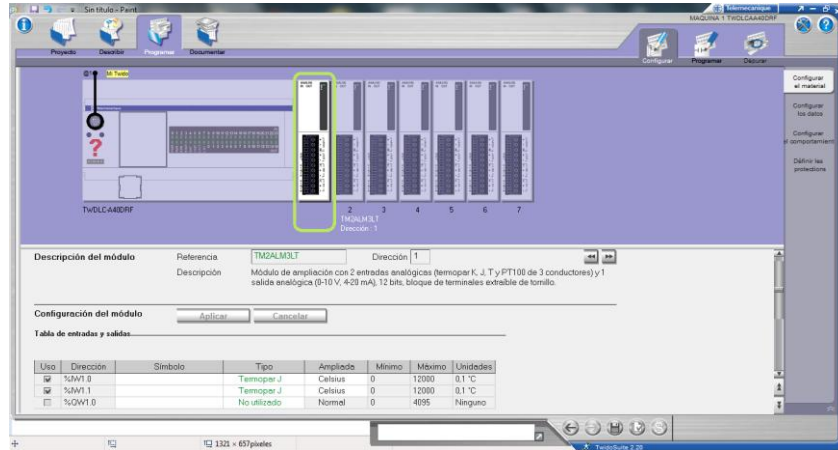 Sin título - Paint
Telemecanique
MAQUINA 1 TWDLCAA40DRF
Proyecto
Describir
Programar
Documentar
Configurar
Programar
Depurar
Mi Twido
TWDLC·A40DRF
2
3
4
5
6
7
TM2ALM3LT
Dirección : 1
Configurar
el material
Configurar
los datos
Configurar
el comportamiento
Définir les
protections
Descripción del módulo
Referencia
TM2ALM3LT
Dirección
1
Descripción
Módulo de ampliación con 2 entradas analógicas (termopar K, J, T y PT100 de 3 conductores) y 1
salida analógica (0-10 V, 4-20 mA), 12 bits, bloque de terminales extraíble de tornillo.
Configuración del módulo
Aplicar
Cancelar
Tabla de entradas y salidas
Uso Dirección Símbolo Tipo Ampliada Mínimo Máximo Unidades
%IW1.0 Termopar J Celsius 0 12000 0,1 °C
%IW1.1 Termopar J Celsius 0 12000 0,1 °C
%QW1.0 No utilizado Normal 0 4095 Ninguno
1321 × 657píxeles
TwidoSuite 2.20